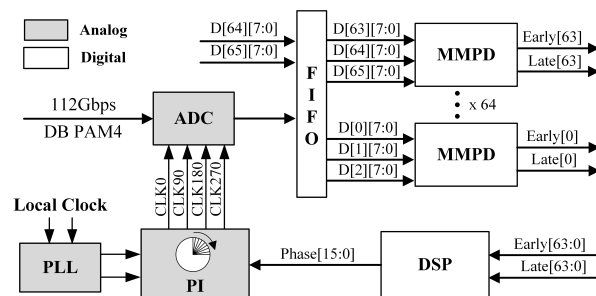 Analog
Digital
D[64][7:0]
D[65][7:0]
FIFO
D[63][7:0]
D[64][7:0]
D[65][7:0]
MMPD
Early[63]
Late[63]
x 64
112Gbps
DB PAM4
ADC
D[0][7:0]
D[1][7:0]
D[2][7:0]
MMPD
Early[0]
Late[0]
CLK0
CLK90
CLK180
CLK270
Local Clock
PLL
PI
Phase[15:0]
DSP
Early[63:0]
Late[63:0]